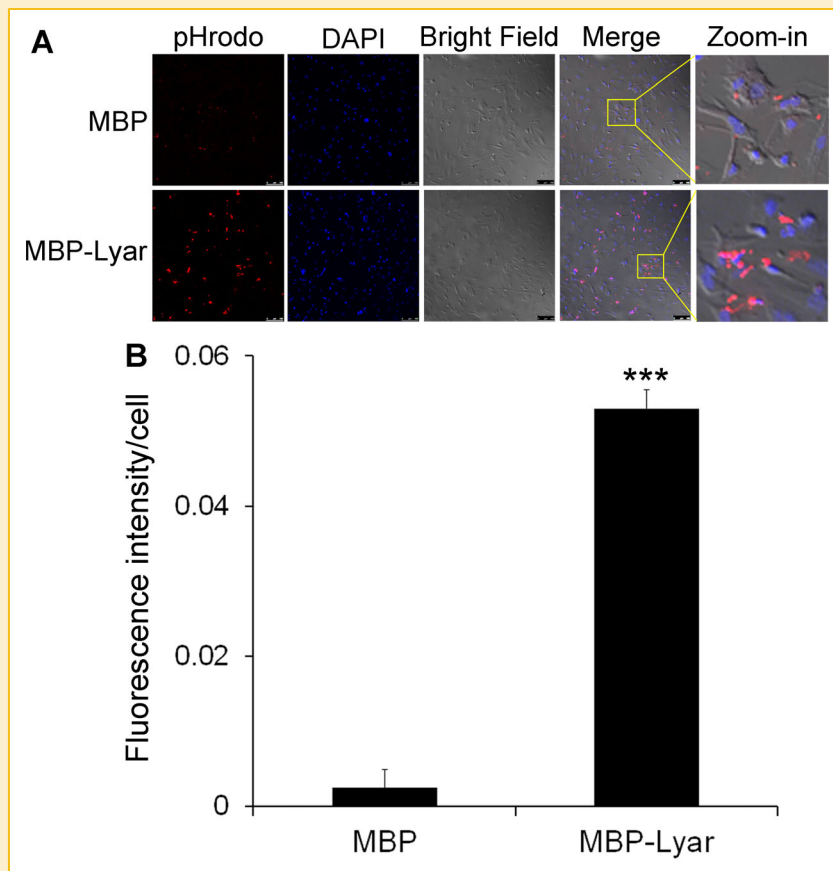 A
pHrodo DAPI Bright Field Merge Zoom-in
MBP
MBP-Lyar
B
Fluorescence intensity/cell
0.06
0.04
0.02
0
***
MBP MBP-Lyar